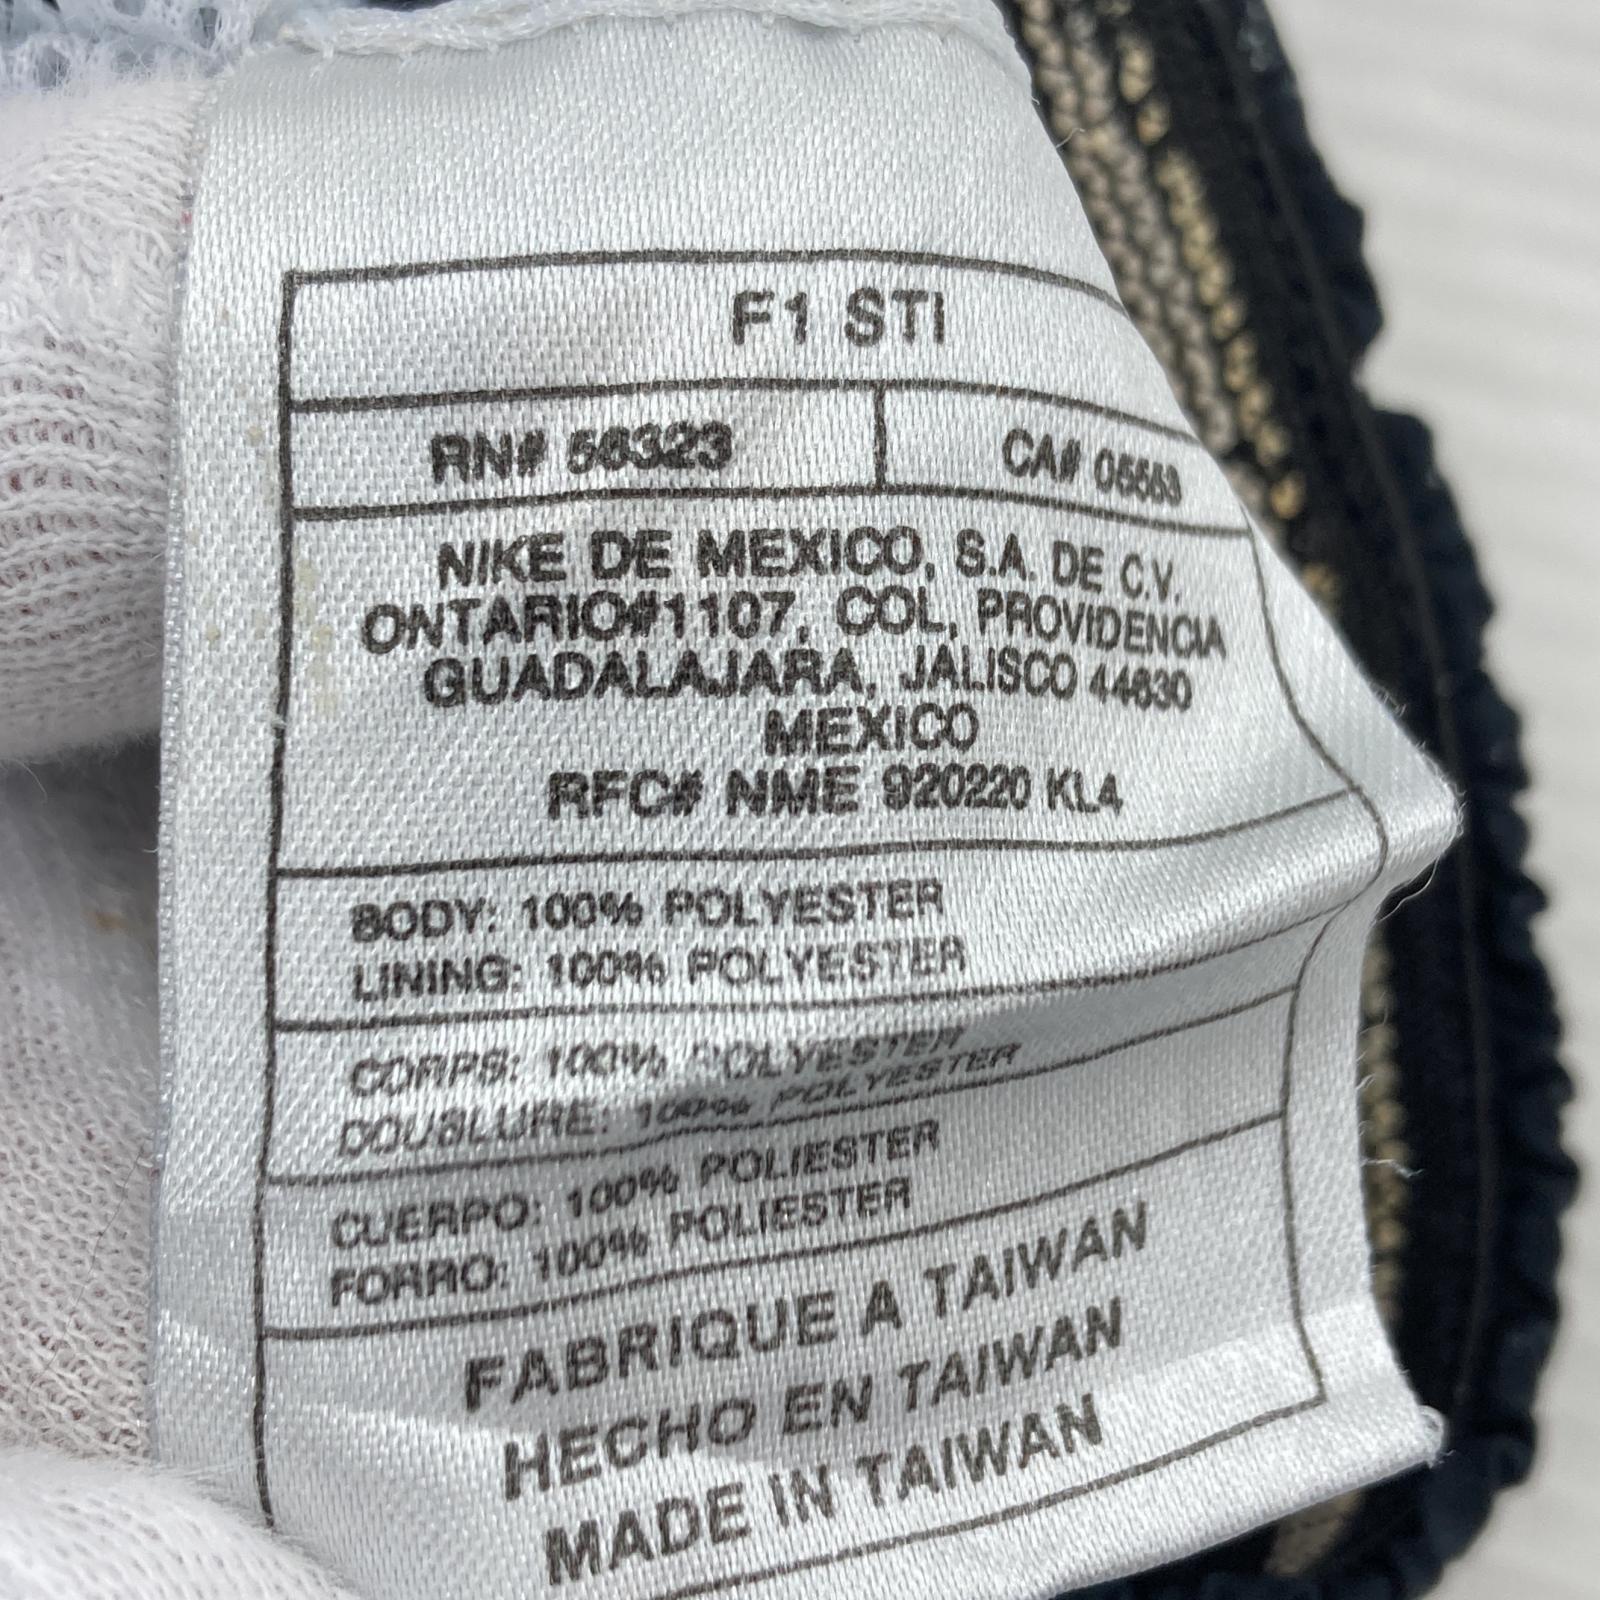 F1 STI
RN# 56323 CA# 05553
NIKE DE MEXICO, S.A. DE C.V.
ONTARIO#1107, COL, PROVIDENCIA
GUADALAJARA, JALISCO 44630
MEXICO
RFC# NME 920220 KL4
BODY: 100% POLYESTER
LINING: 100% POLYESTER
CORPS: 100% POLYESTER
DOUBLURE: 100% POLYESTER
CUERPO: 100% POLIESTER
FORRO: 100% POLIESTER
FABRIQUE A TAIWAN
HECHO EN TAIWAN
MADE IN TAIWAN